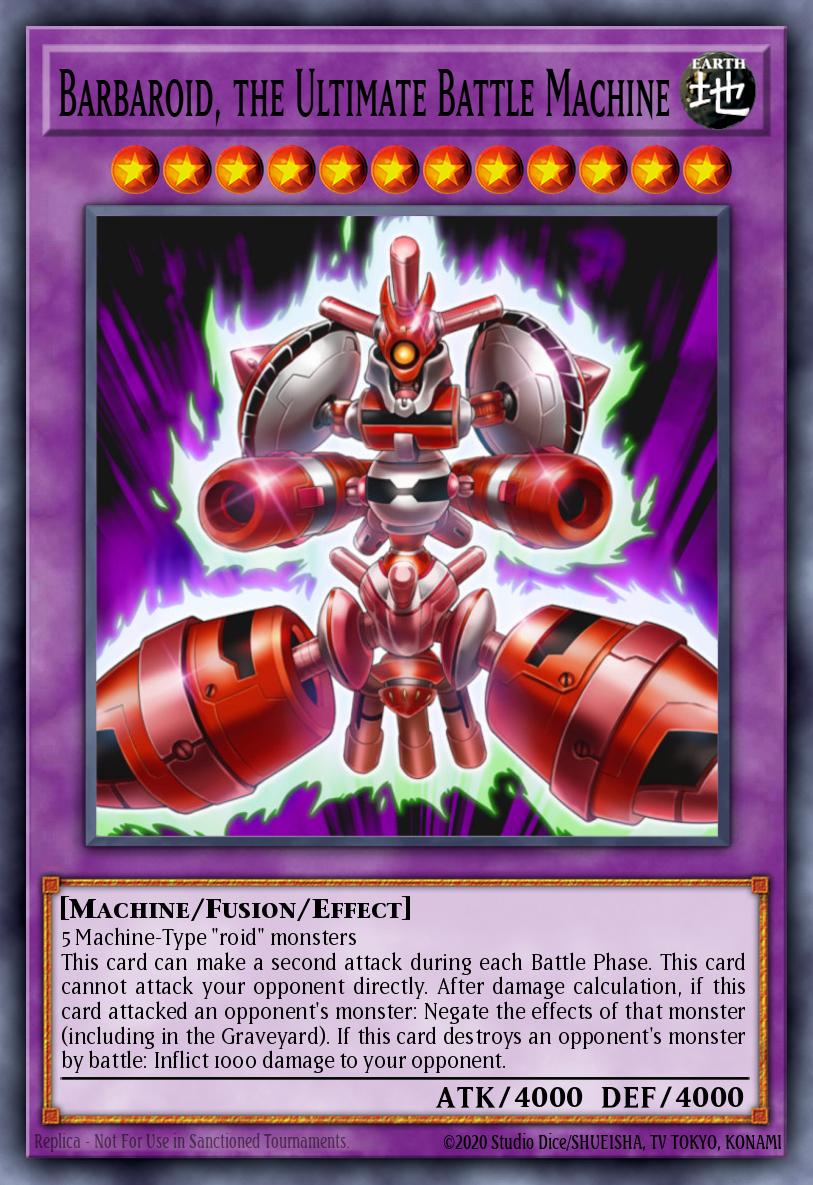 Barbaroid, the Ultimate Battle Machine
EARTH
地
[Machine/Fusion/Effect]
5 Machine-Type "roid" monsters
This card can make a second attack during each Battle Phase. This card
cannot attack your opponent directly. After damage calculation, if this
card attacked an opponent's monster: Negate the effects of that monster
(including in the Graveyard). If this card destroys an opponent's monster
by battle: Inflict 1000 damage to your opponent.
ATK/4000 DEF/4000
Replica - Not For Use in Sanctioned Tournaments.
©2020 Studio Dice/SHUEISHA, TV TOKYO, KONAMI